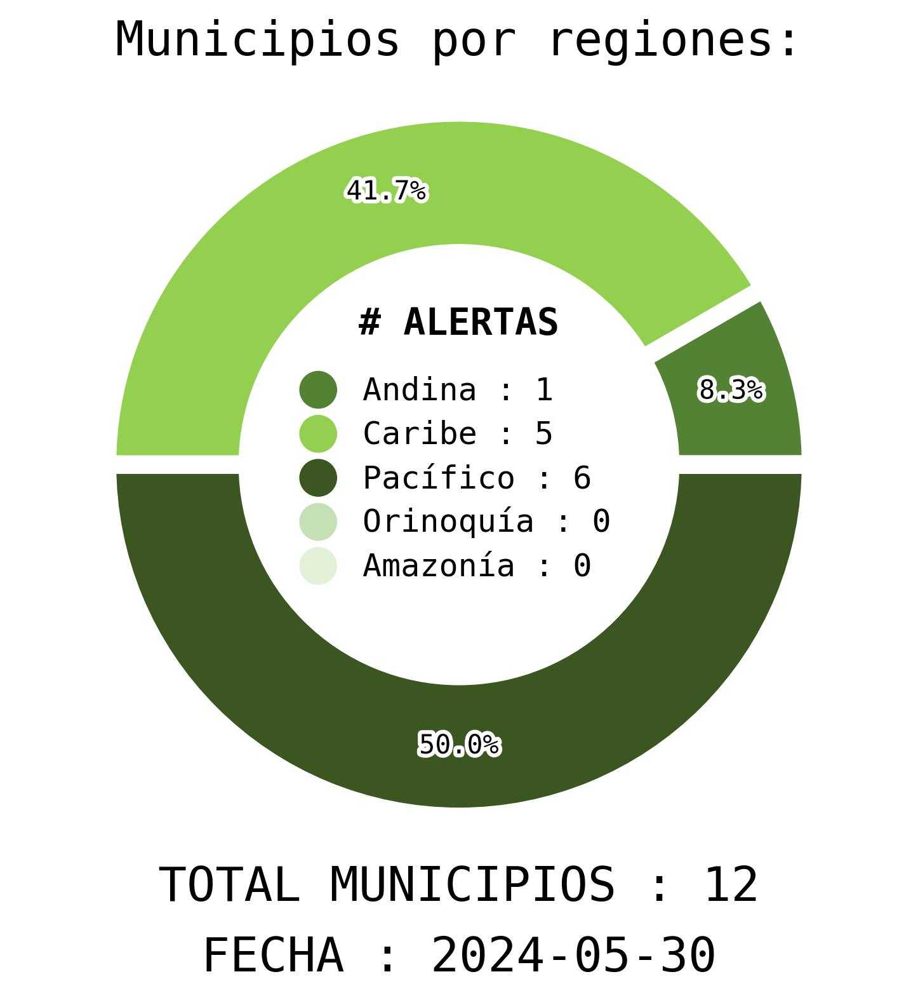 Municipios por regiones:
41.7%
# ALERTAS
Andina : 1
8.3%
Caribe : 5
Pacífico : 6
Orinoquía : 0
Amazonía : 0
50.0%
TOTAL MUNICIPIOS : 12
FECHA : 2024-05-30